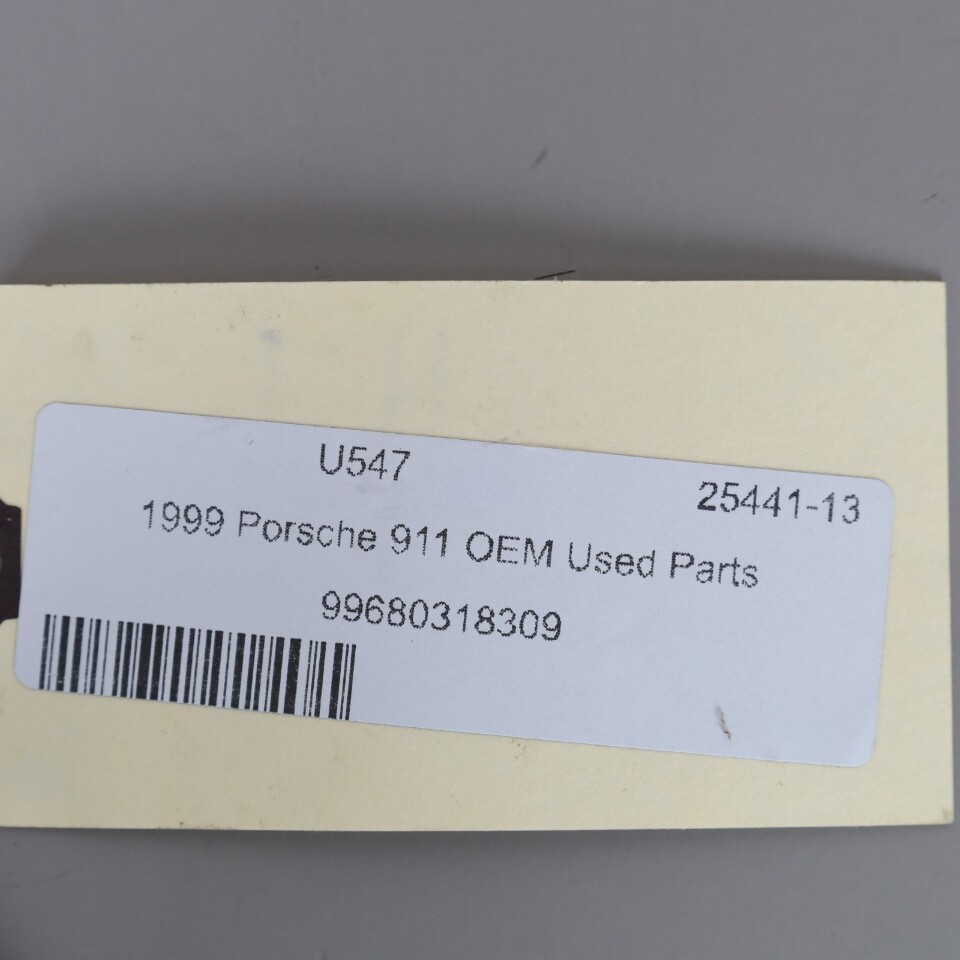 U547
25441-13
1999 Porsche 911 OEM Used Parts
99680318309